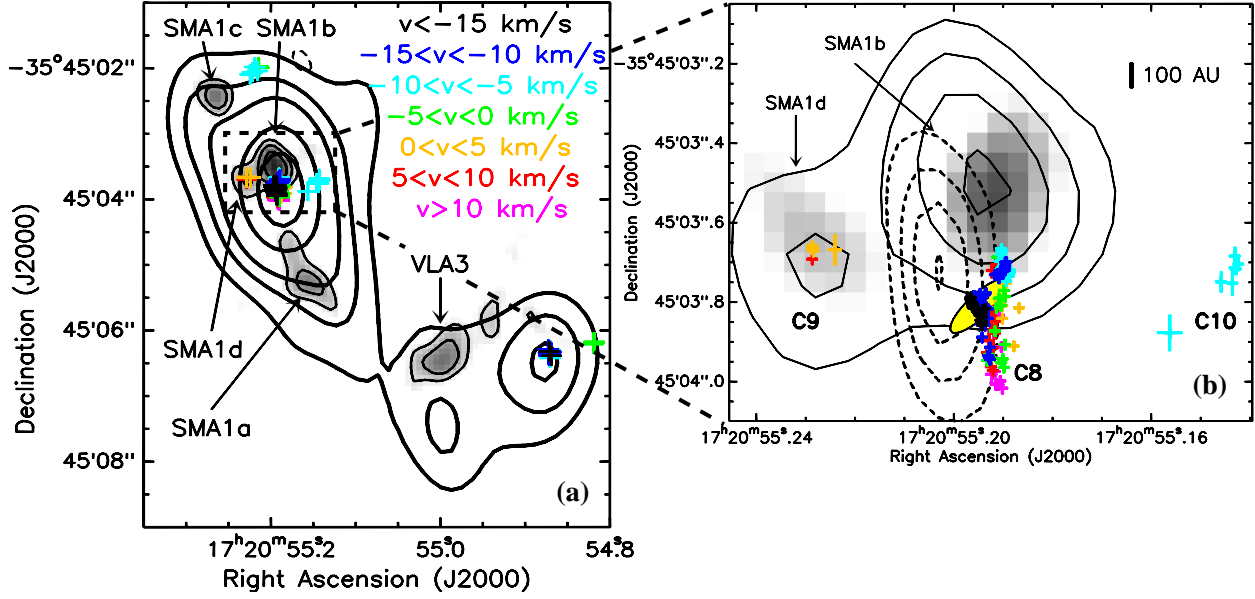 SMA1c
SMA1b
v<−15 km/s
−15<v<−10 km/s
−10<v<−5 km/s
−5<v<0 km/s
0<v<5 km/s
5<v<10 km/s
v>10 km/s
−35°45'02"
45'04"
45'06"
45'08"
VLA3
SMA1d
SMA1a
(a)
17ʰ20ᵐ55ˢ.2
55.0
54ˢ.8
Right Ascension (J2000)
Declination (J2000)
SMA1b
SMA1d
100 AU
−35°45'03".2
45'03".4
45'03".6
45'03".8
45'04".0
C9
C8
C10
(b)
17ʰ20ᵐ55ˢ.24
17ʰ20ᵐ55ˢ.20
17ʰ20ᵐ55ˢ.16
Right Ascension (J2000)
Declination (J2000)